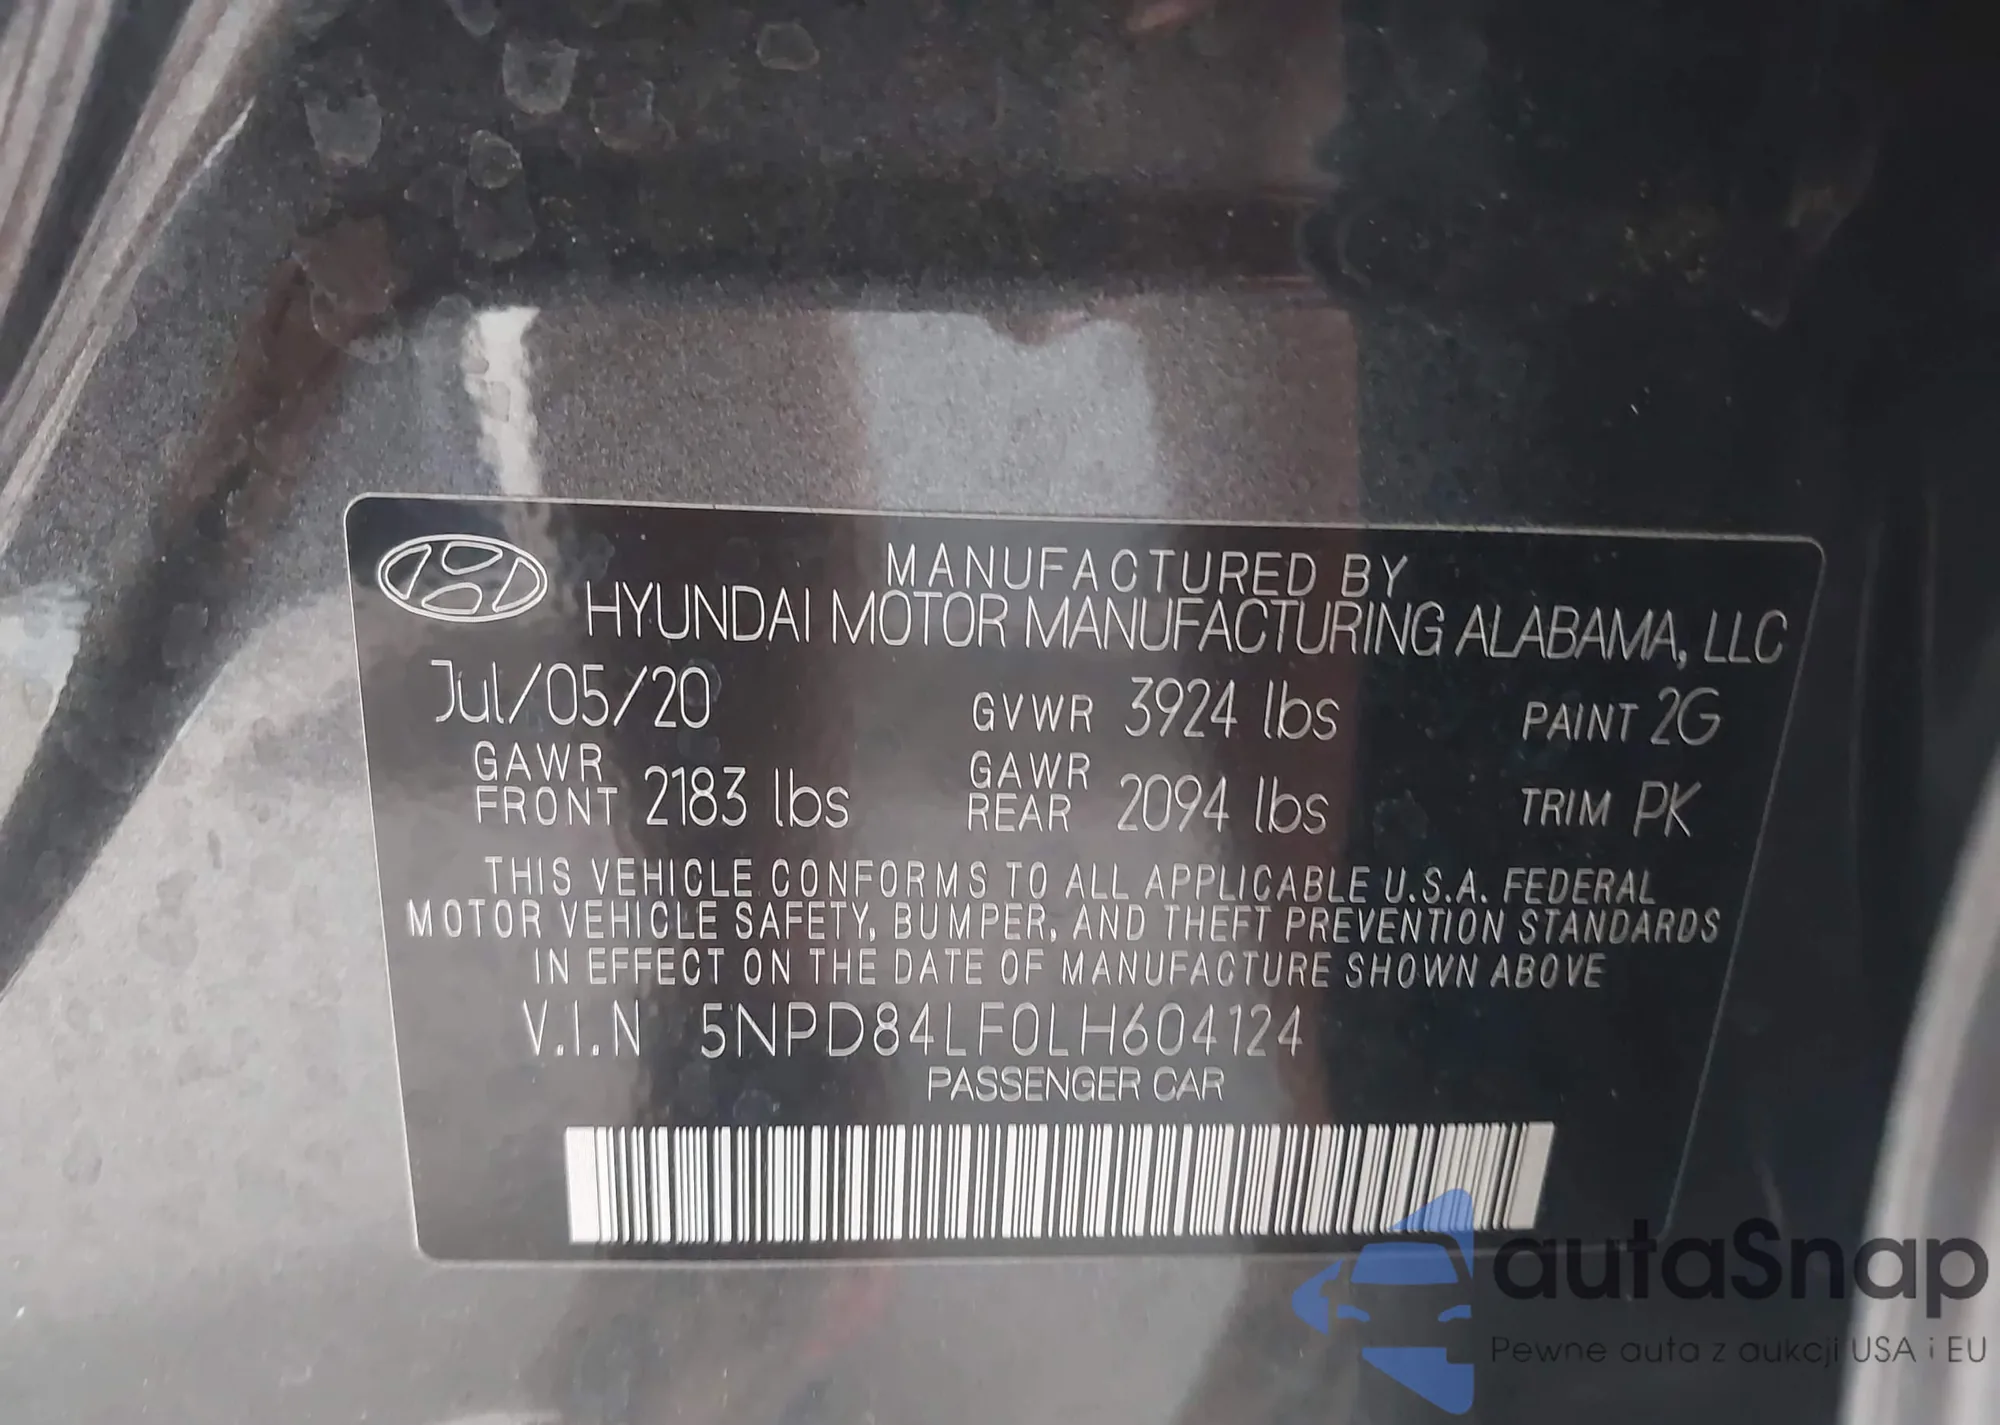 MANUFACTURED BY
HYUNDAI MOTOR MANUFACTURING ALABAMA, LLC
Jul/05/20 GVWR 3924 lbs PAINT 2G
GAWR FRONT 2183 lbs GAWR REAR 2094 lbs TRIM PK
THIS VEHICLE CONFORMS TO ALL APPLICABLE U.S.A. FEDERAL
MOTOR VEHICLE SAFETY, BUMPER, AND THEFT PREVENTION STANDARDS
IN EFFECT ON THE DATE OF MANUFACTURE SHOWN ABOVE
V.I.N 5NPD84LF0LH604124
PASSENGER CAR
autaSnap
Pewne auta z aukcji USA i EU